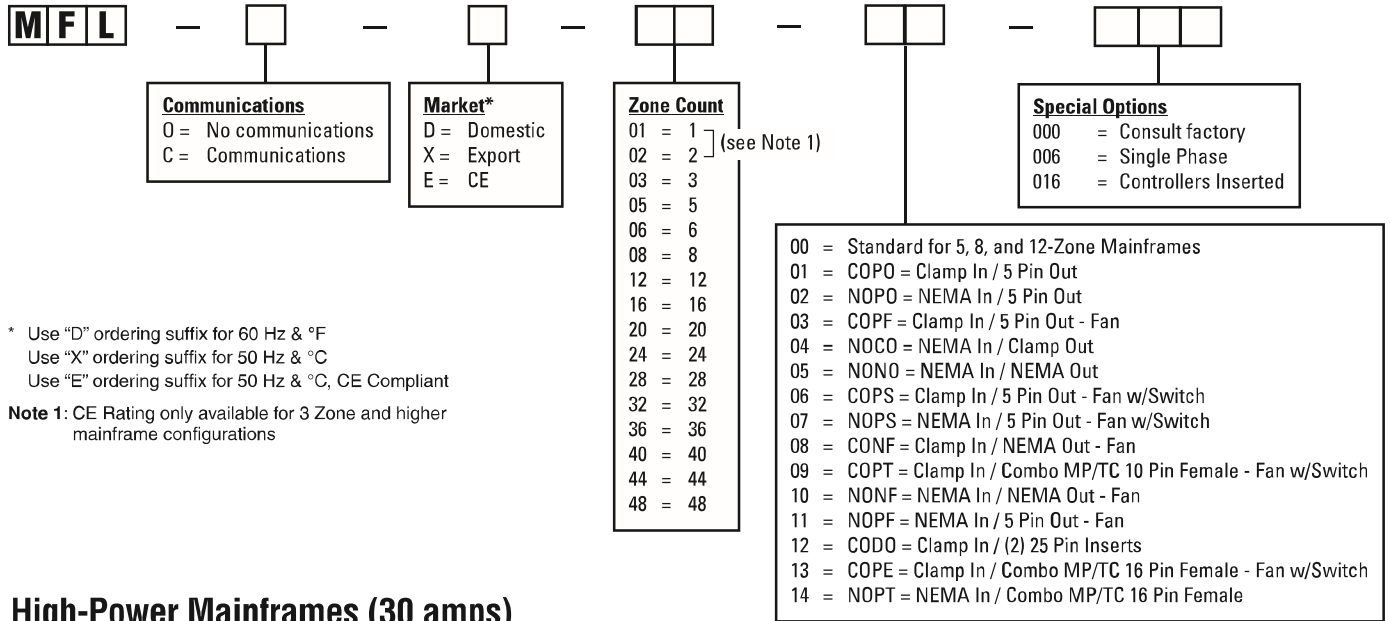 MFL — — — — —
Communications
0 = No communications
C = Communications
Market*
D = Domestic
X = Export
E = CE
Zone Count
01 = 1
02 = 2
(see Note 1)
03 = 3
05 = 5
06 = 6
08 = 8
12 = 12
16 = 16
20 = 20
24 = 24
28 = 28
32 = 32
36 = 36
40 = 40
44 = 44
48 = 48
Special Options
000 = Consult factory
006 = Single Phase
016 = Controllers Inserted
00 = Standard for 5, 8, and 12-Zone Mainframes
01 = COPO = Clamp In / 5 Pin Out
02 = NOPO = NEMA In / 5 Pin Out
03 = COPF = Clamp In / 5 Pin Out - Fan
04 = NOCO = NEMA In / Clamp Out
05 = NONO = NEMA In / NEMA Out
06 = COPS = Clamp In / 5 Pin Out - Fan w/Switch
07 = NOPS = NEMA In / 5 Pin Out - Fan w/Switch
08 = CONF = Clamp In / NEMA Out - Fan
09 = COPT = Clamp In / Combo MP/TC 10 Pin Female - Fan w/Switch
10 = NONF = NEMA In / NEMA Out - Fan
11 = NOPF = NEMA In / 5 Pin Out - Fan
12 = CODO = Clamp In / (2) 25 Pin Inserts
13 = COPE = Clamp In / Combo MP/TC 16 Pin Female - Fan w/Switch
14 = NOPT = NEMA In / Combo MP/TC 16 Pin Female
* Use “D” ordering suffix for 60 Hz & °F
Use “X” ordering suffix for 50 Hz & °C
Use “E” ordering suffix for 50 Hz & °C, CE Compliant
Note 1: CE Rating only available for 3 Zone and higher
mainframe configurations
High-Power Mainframes (30 amps)